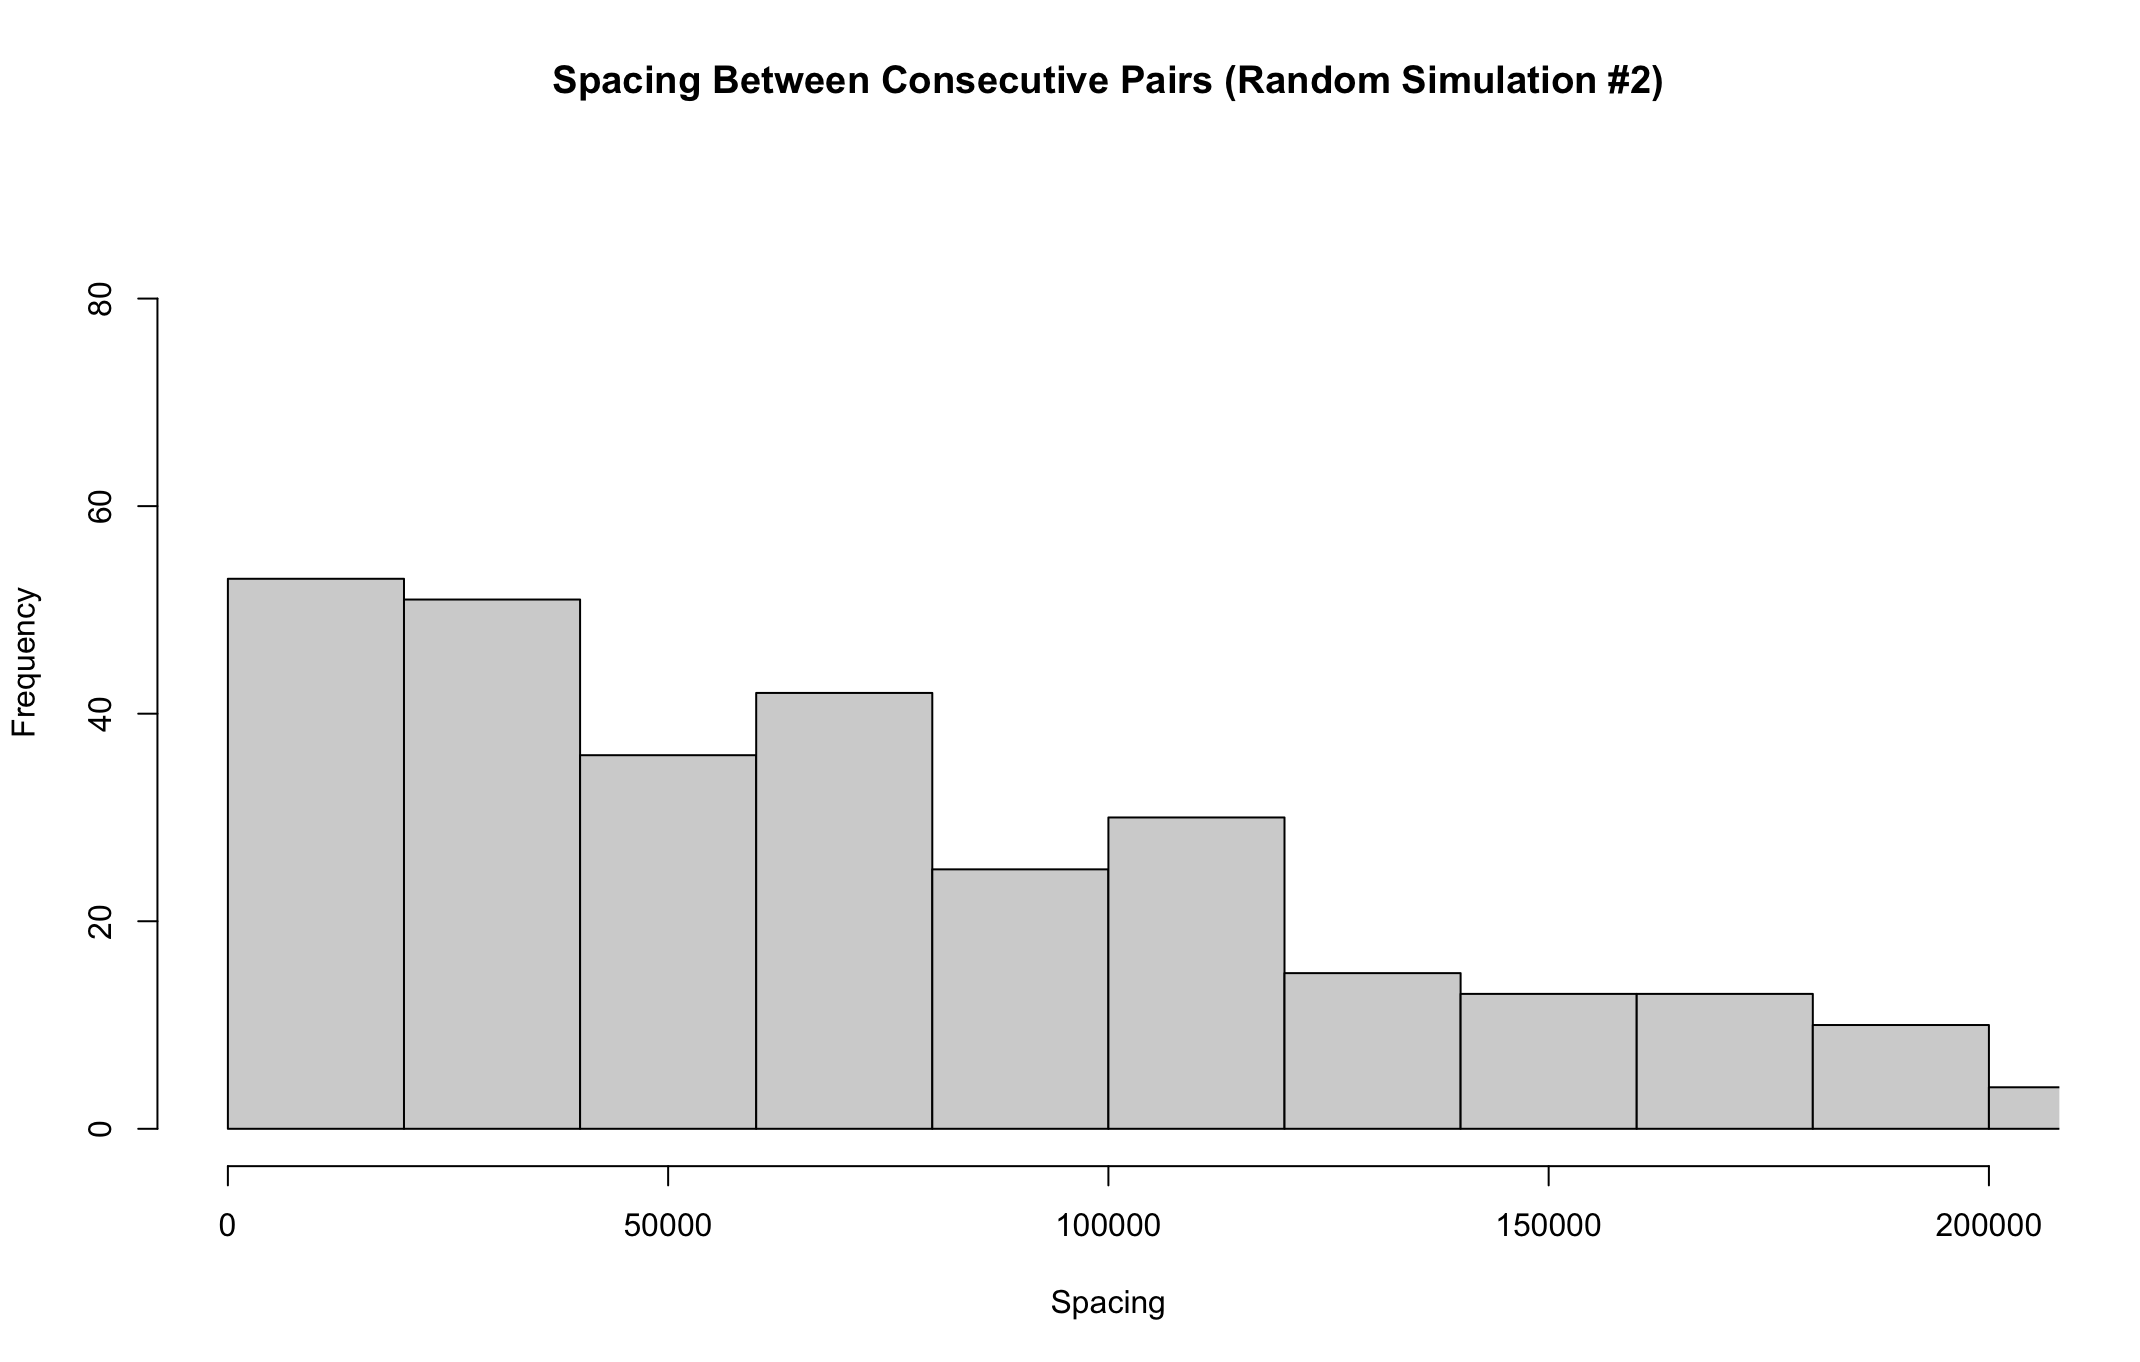 Spacing Between Consecutive Pairs (Random Simulation #2)
80
60
40
20
0
Frequency
0 50000 100000 150000 200000
Spacing